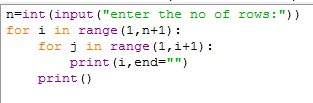 n=int(input("enter the no of rows:"))
for i in range(1,n+1):
    for j in range(1,i+1):
        print(i,end="")
    print()